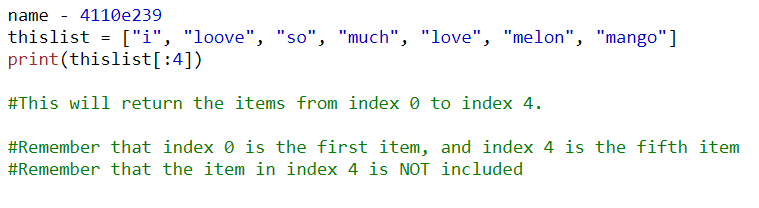 name - 4110e239
thislist = ["i", "loove", "so", "much", "love", "melon", "mango"]
print(thislist[:4])
#This will return the items from index 0 to index 4.
#Remember that index 0 is the first item, and index 4 is the fifth item
#Remember that the item in index 4 is NOT included